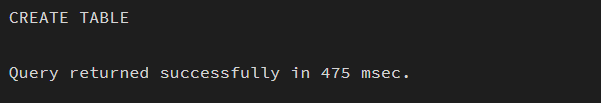 CREATE TABLE
Query returned successfully in 475 msec.